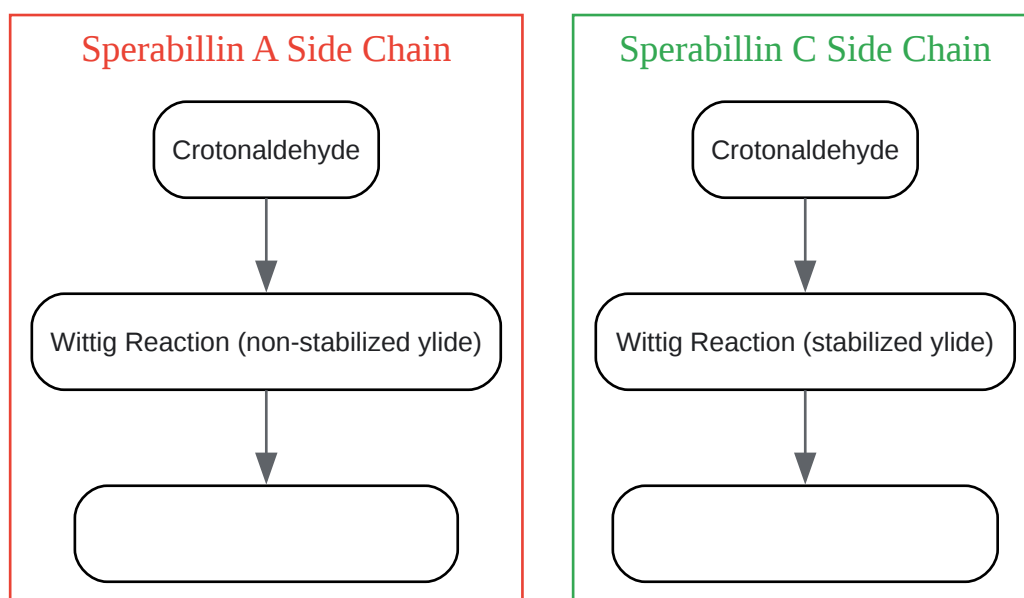 Sperabillin A Side Chain
Crotonaldehyde
Wittig Reaction (non-stabilized ylide)
Sperabillin C Side Chain
Crotonaldehyde
Wittig Reaction (stabilized ylide)